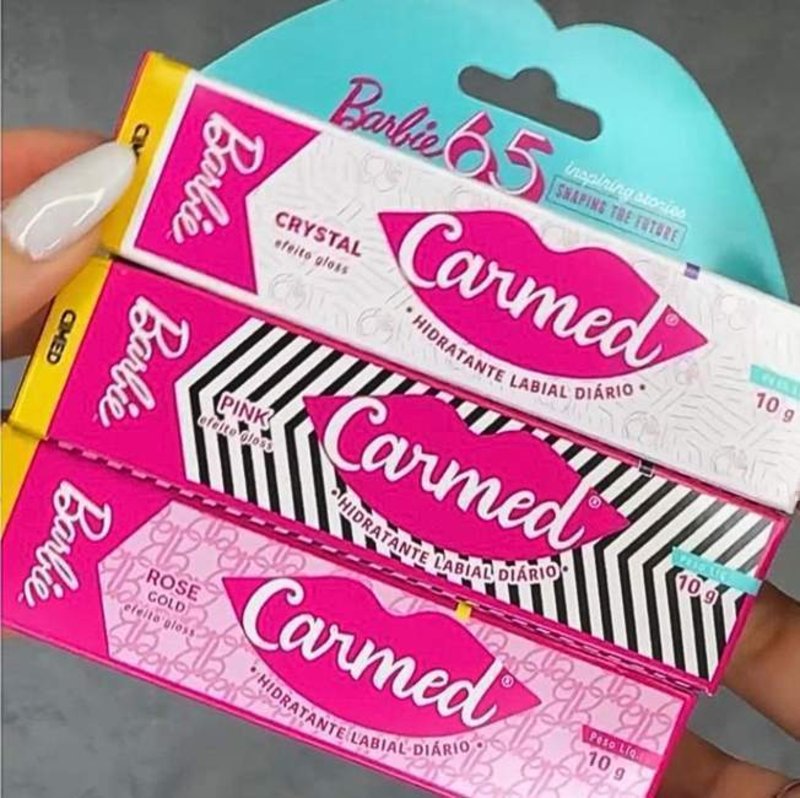 Barbie 65
inspiring stories
SHAPING THE FUTURE
Barbie
CRYSTAL
efeito gloss
Carmed®
• HIDRATANTE LABIAL DIÁRIO •
10 g
CIMED
Barbie
PINK
efeito gloss
Carmed®
• HIDRATANTE LABIAL DIÁRIO •
Peso Líq.
10 g
Barbie
ROSE
GOLD
efeito gloss
Carmed®
• HIDRATANTE LABIAL DIÁRIO •
Peso Líq.
10 g